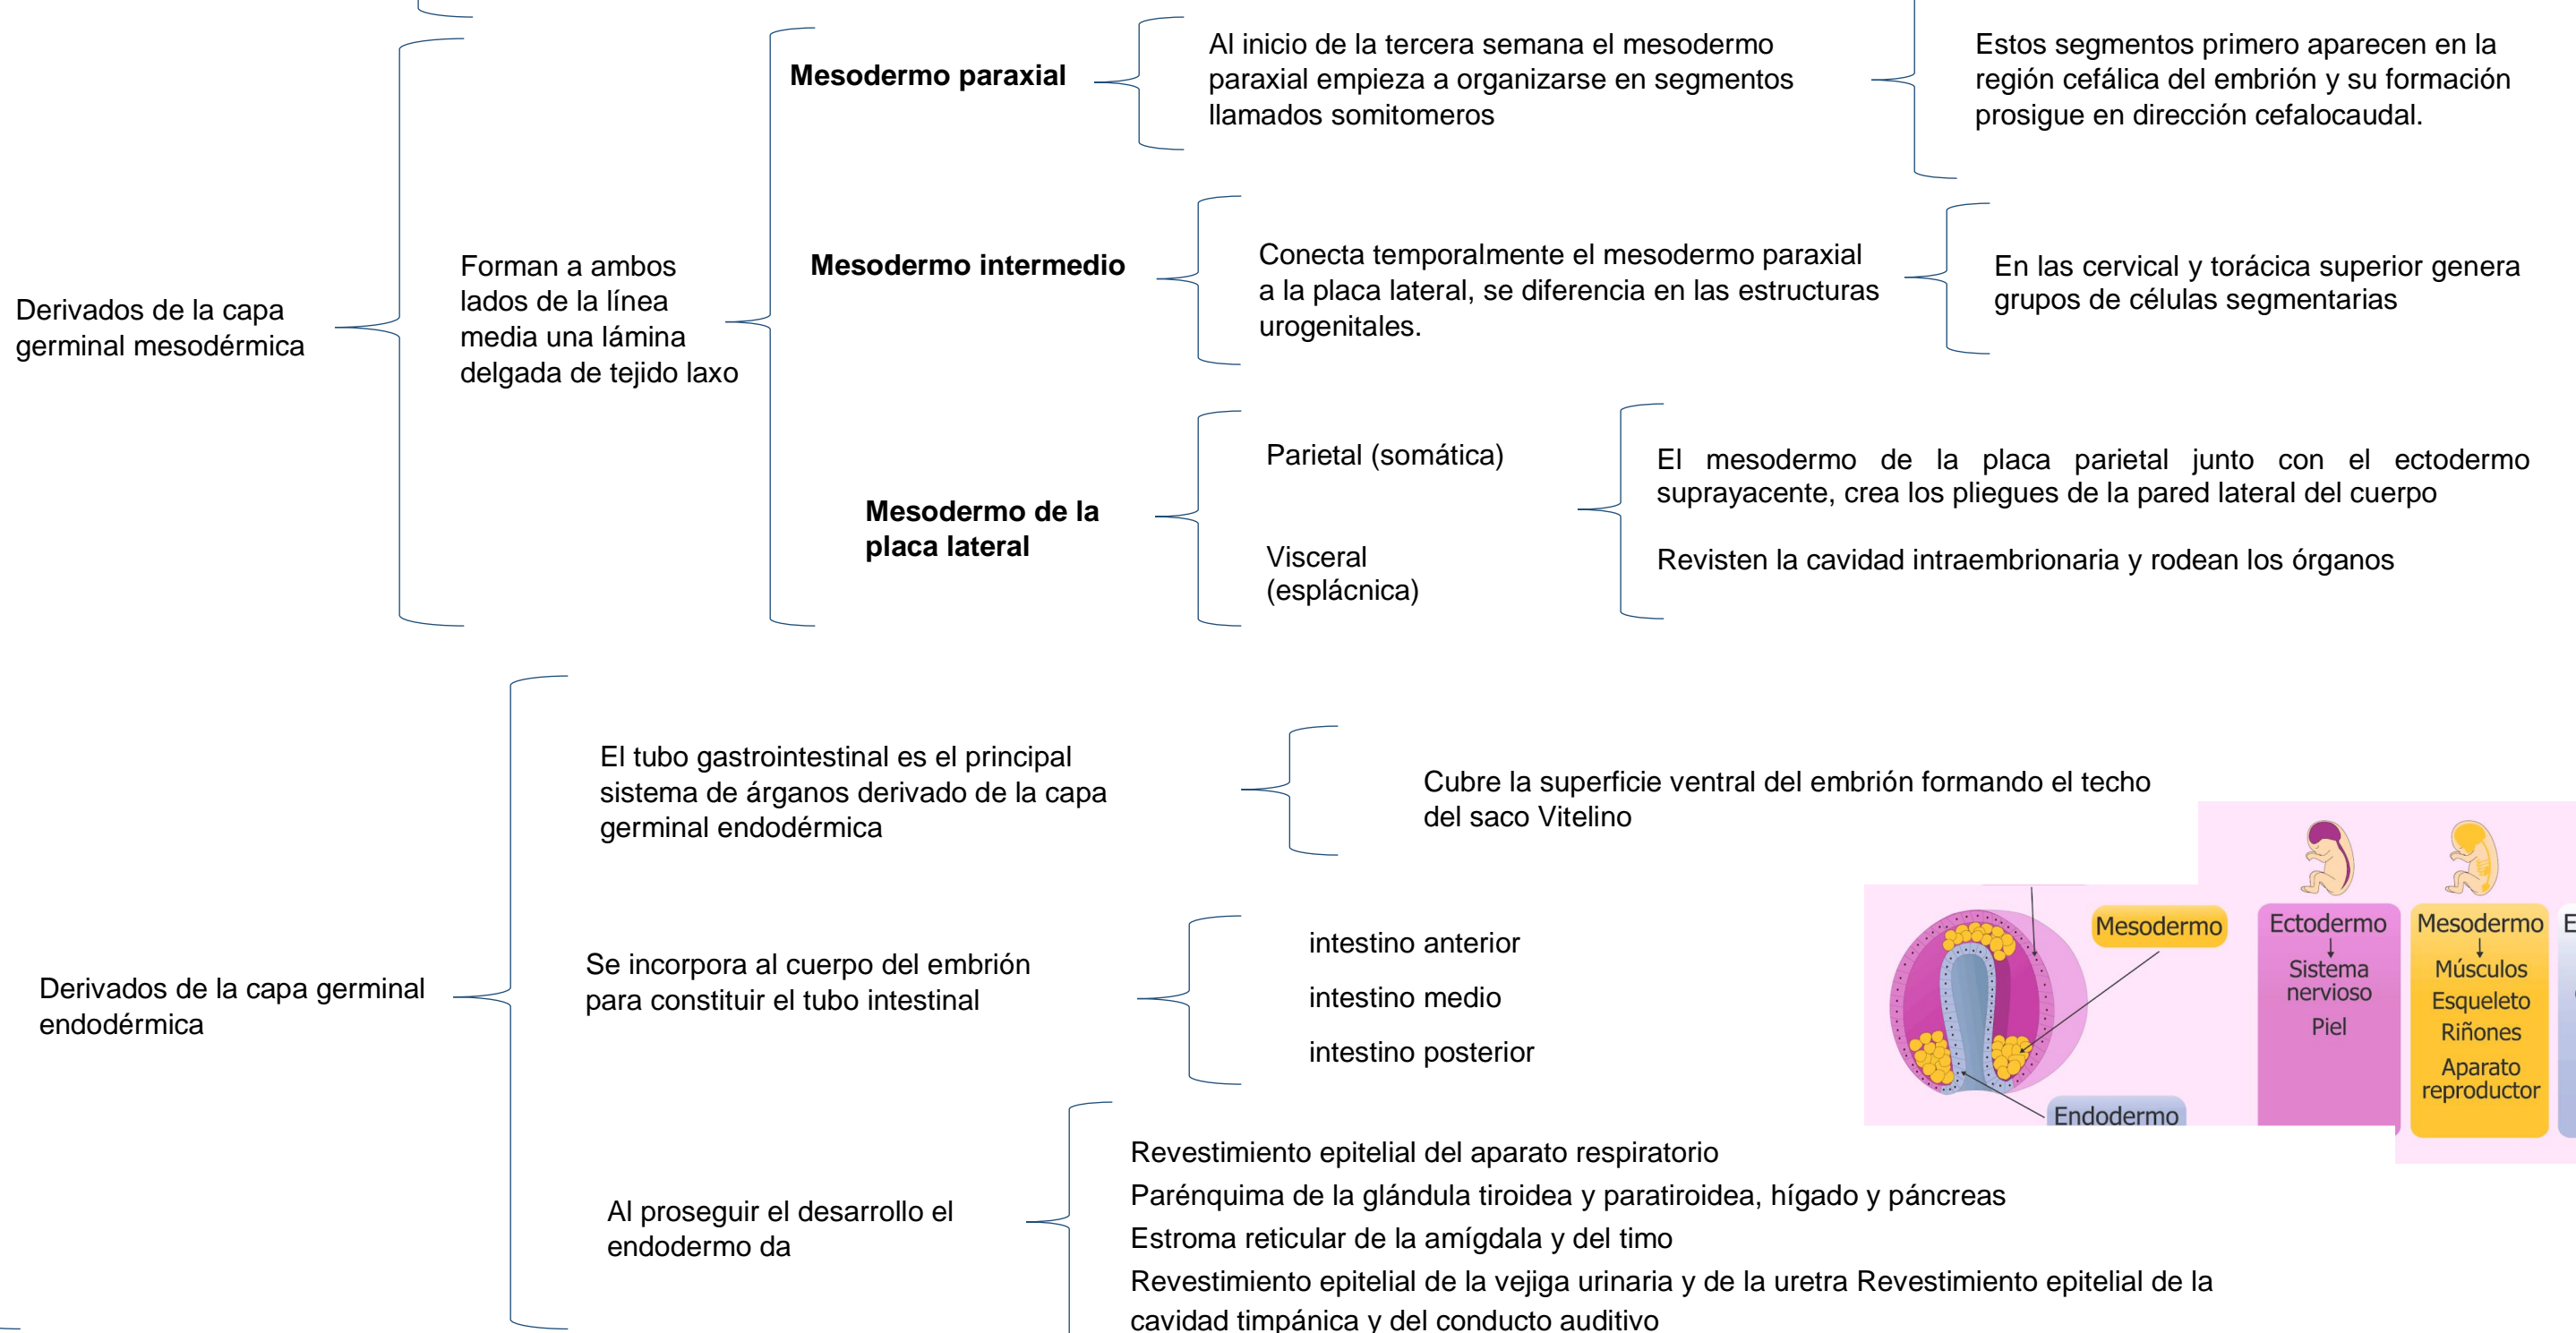 Derivados de la capa
germinal mesodérmica
Forman a ambos
lados de la línea
media una lámina
delgada de tejido laxo
Mesodermo paraxial
Al inicio de la tercera semana el mesodermo
paraxial empieza a organizarse en segmentos
llamados somitomeros
Estos segmentos primero aparecen en la
región cefálica del embrión y su formación
prosigue en dirección cefalocaudal.
Mesodermo intermedio
Conecta temporalmente el mesodermo paraxial
a la placa lateral, se diferencia en las estructuras
urogenitales.
En las cervical y torácica superior genera
grupos de células segmentarias
Mesodermo de la
placa lateral
Parietal (somática)
Visceral
(esplácnica)
El mesodermo de la placa parietal junto con el ectodermo
suprayacente, crea los pliegues de la pared lateral del cuerpo
Revisten la cavidad intraembrionaria y rodean los órganos
Derivados de la capa germinal
endodérmica
El tubo gastrointestinal es el principal
sistema de árganos derivado de la capa
germinal endodérmica
Cubre la superficie ventral del embrión formando el techo
del saco Vitelino
Se incorpora al cuerpo del embrión
para constituir el tubo intestinal
intestino anterior
intestino medio
intestino posterior
Al proseguir el desarrollo el
endodermo da
Revestimiento epitelial del aparato respiratorio
Parénquima de la glándula tiroidea y paratiroidea, hígado y páncreas
Estroma reticular de la amígdala y del timo
Revestimiento epitelial de la vejiga urinaria y de la uretra Revestimiento epitelial de la
cavidad timpánica y del conducto auditivo
Mesodermo
Endodermo
Ectodermo
Sistema
nervioso
Piel
Mesodermo
Músculos
Esqueleto
Riñones
Aparato
reproductor